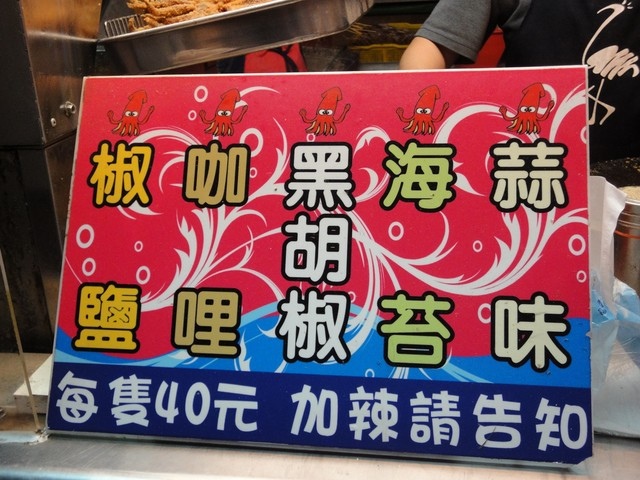 椒鹽
咖哩
黑胡椒
海苔
蒜味
每隻40元 加辣請告知